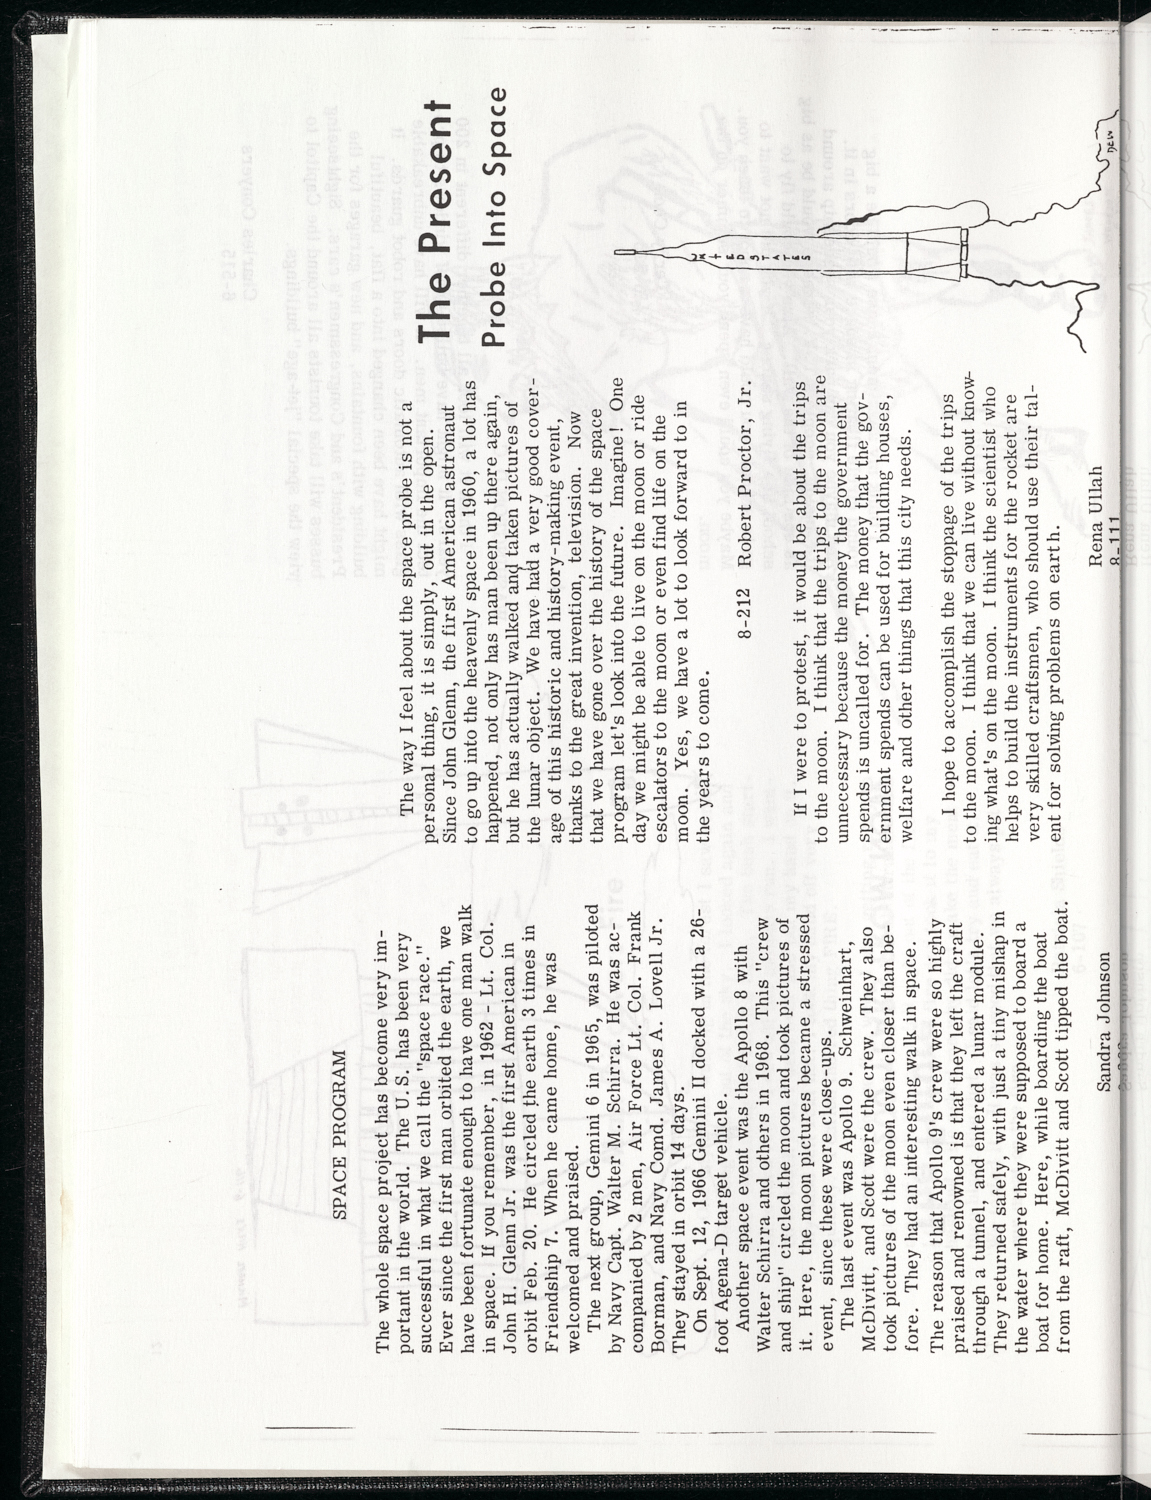 SPACE PROGRAM
The whole space project has become very im-
portant in the world. The U.S. has been very
successful in what we call the "space race."
Ever since the first man orbited the earth, we
have been fortunate enough to have one man walk
in space. If you remember, in 1962 - Lt. Col.
John H. Glenn Jr. was the first American in
orbit Feb. 20. He circled the earth 3 times in
Friendship 7. When he came home, he was
welcomed and praised.
The next group, Gemini 6 in 1965, was piloted
by Navy Capt. Walter M. Schirra. He was ac-
companied by 2 men, Air Force Lt. Col. Frank
Borman, and Navy Comd. James A. Lovell Jr.
They stayed in orbit 14 days.
On Sept. 12, 1966 Gemini II docked with a 26-
foot Agena-D target vehicle.
Another space event was the Apollo 8 with
Walter Schirra and others in 1968. This "crew
and ship" circled the moon and took pictures of
it. Here, the moon pictures became a stressed
event, since these were close-ups.
The last event was Apollo 9. Schweinhart,
McDivitt, and Scott were the crew. They also
took pictures of the moon even closer than be-
fore. They had an interesting walk in space.
The reason that Apollo 9's crew were so highly
praised and renowned is that they left the craft
through a tunnel, and entered a lunar module.
They returned safely, with just a tiny mishap in
the water where they were supposed to board a
boat for home. Here, while boarding the boat
from the raft, McDivitt and Scott tipped the boat.
Sandra Johnson
The way I feel about the space probe is not a
personal thing, it is simply, out in the open.
Since John Glenn, the first American astronaut
to go up into the heavenly space in 1960, a lot has
happened, not only has man been up there again,
but he has actually walked and taken pictures of
the lunar object. We have had a very good cover-
age of this historic and history-making event,
thanks to the great invention, television. Now
that we have gone over the history of the space
program let's look into the future. Imagine! One
day we might be able to live on the moon or ride
escalators to the moon or even find life on the
moon. Yes, we have a lot to look forward to in
the years to come.
8-212 Robert Proctor, Jr.
If I were to protest, it would be about the trips
to the moon. I think that the trips to the moon are
unnecessary because the money the government
spends is uncalled for. The money that the gov-
ernment spends can be used for building houses,
welfare and other things that this city needs.
I hope to accomplish the stoppage of the trips
to the moon. I think that we can live without know-
ing what's on the moon. I think the scientist who
helps to build the instruments for the rocket are
very skilled craftsmen, who should use their tal-
ent for solving problems on earth.
Rena Ullah
8-111
The Present
Probe Into Space
UNITED STATES
new